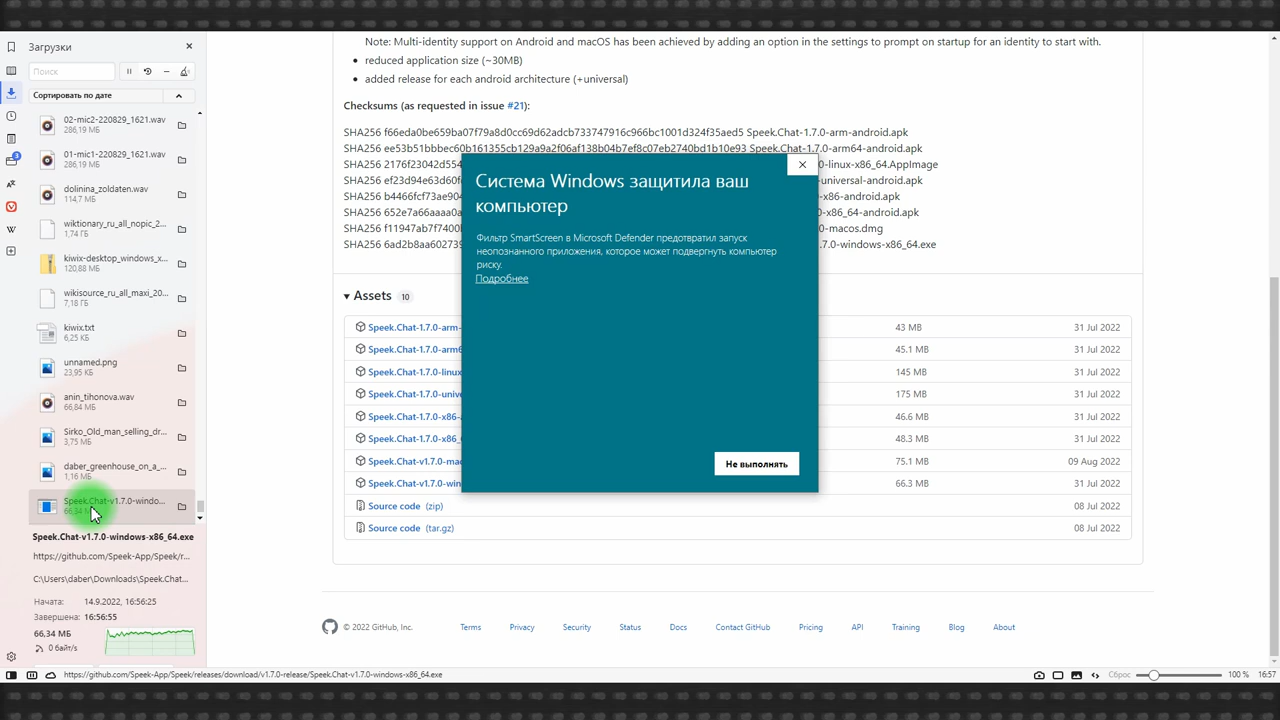 Загрузки
Поиск
Сортировать по дате
02-mic2-220829_1621.wav
286,19 МБ
01-mic1-220829_1621.wav
286,19 МБ
dolinina_zoldaten.wav
114,7 МБ
wiktionary_ru_all_nopic_2...
1,74 ГБ
kiwix-desktop_windows_x...
120,88 МБ
wikisource_ru_all_maxi_20...
7,18 ГБ
kiwix.txt
6,25 КБ
unnamed.png
23,95 КБ
anin_tihonova.wav
66,84 МБ
Sirko_Old_man_selling_dr...
3,75 МБ
daber_greenhouse_on_a_...
1,16 МБ
Speek.Chat-v1.7.0-windo...
66,34 МБ
Speek.Chat-v1.7.0-windows-x86_64.exe
https://github.com/Speek-App/Speek/r...
C:\Users\daber\Downloads\Speek.Chat...
Начата: 14.9.2022, 16:56:25
Завершена: 16:56:55
66,34 МБ
0 байт/s
Note: Multi-identity support on Android and macOS has been achieved by adding an option in the settings to prompt on startup for an identity to start with.
reduced application size (~30MB)
added release for each android architecture (+universal)
Checksums (as requested in issue #21):
SHA256 f66eda0be659ba07f79a8d0cc69d62adcb733747916c966bc1001d324f35aed5 Speek.Chat-1.7.0-arm-android.apk
SHA256 ee53b51bbbec60b161355cb129a9a2f06af138b04b7ef8c07eb2740bd1b10e93 Speek.Chat-1.7.0-arm64-android.apk
SHA256 2176f23042d554 -linux-x86_64.AppImage
SHA256 ef23d94e63d60f -universal-android.apk
SHA256 b4466fcf73ae904 -x86-android.apk
SHA256 652e7a66aaaa0a -x86_64-android.apk
SHA256 f11947ab7f7400 .7.0-macos.dmg
SHA256 6ad2b8aa602739 .7.0-windows-x86_64.exe
Система Windows защитила ваш
компьютер
Фильтр SmartScreen в Microsoft Defender предотвратил запуск
неопознанного приложения, которое может подвергнуть компьютер
риску.
Подробнее
Не выполнять
Assets 10
Speek.Chat-1.7.0-arm- 43 MB 31 Jul 2022
Speek.Chat-1.7.0-arm6 45.1 MB 31 Jul 2022
Speek.Chat-1.7.0-linux 145 MB 31 Jul 2022
Speek.Chat-1.7.0-unive 175 MB 31 Jul 2022
Speek.Chat-1.7.0-x86- 46.6 MB 31 Jul 2022
Speek.Chat-1.7.0-x86_ 48.3 MB 31 Jul 2022
Speek.Chat-v1.7.0-mac 75.1 MB 09 Aug 2022
Speek.Chat-v1.7.0-win 66.3 MB 31 Jul 2022
Source code (zip) 08 Jul 2022
Source code (tar.gz) 08 Jul 2022
© 2022 GitHub, Inc. Terms Privacy Security Status Docs Contact GitHub Pricing API Training Blog About
https://github.com/Speek-App/Speek/releases/download/v1.7.0-release/Speek.Chat-v1.7.0-windows-x86_64.exe
Сброс 100 % 16:57